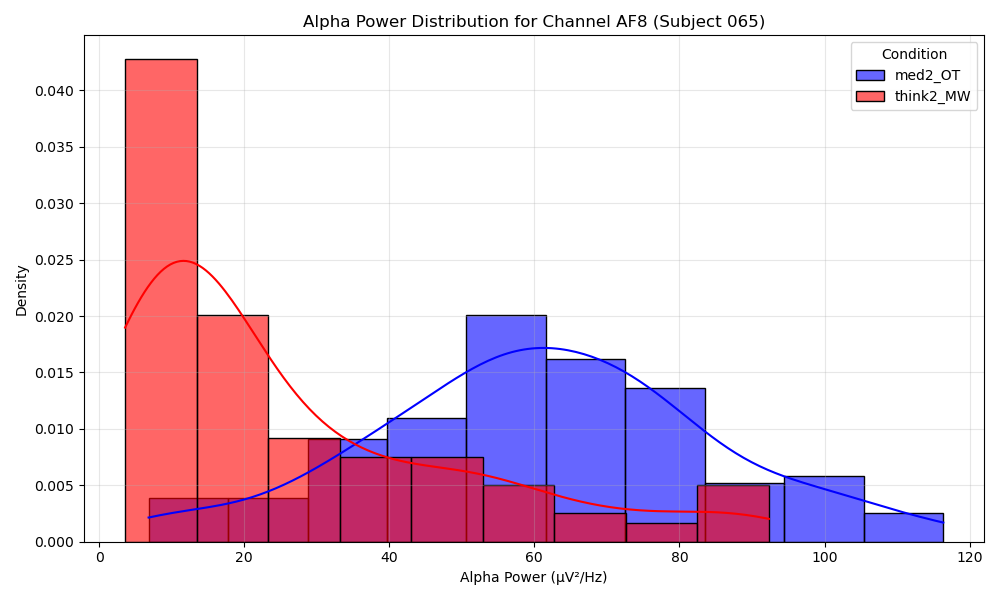 Alpha Power Distribution for Channel AF8 (Subject 065)
Condition
med2_OT
think2_MW
Density
0.040
0.035
0.030
0.025
0.020
0.015
0.010
0.005
0.000
0
20
40
60
80
100
120
Alpha Power (μV²/Hz)